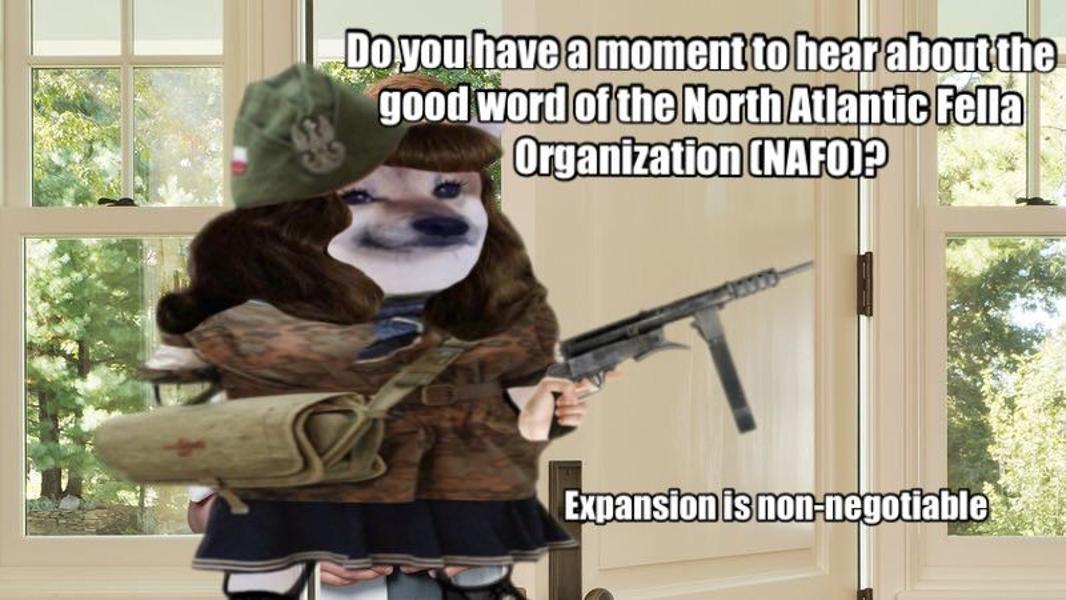 Do you have a moment to hear about the
good word of the North Atlantic Fella
Organization (NAFO)?
Expansion is non-negotiable